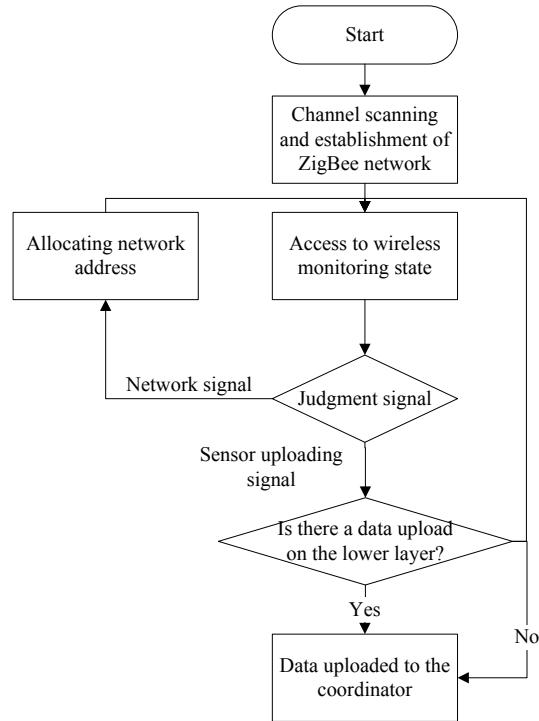 Start
Channel scanning
and establishment of
ZigBee network
Allocating network
address
Access to wireless
monitoring state
Network signal
Judgment signal
Sensor uploading
signal
Is there a data upload
on the lower layer?
Yes
No
Data uploaded to the
coordinator